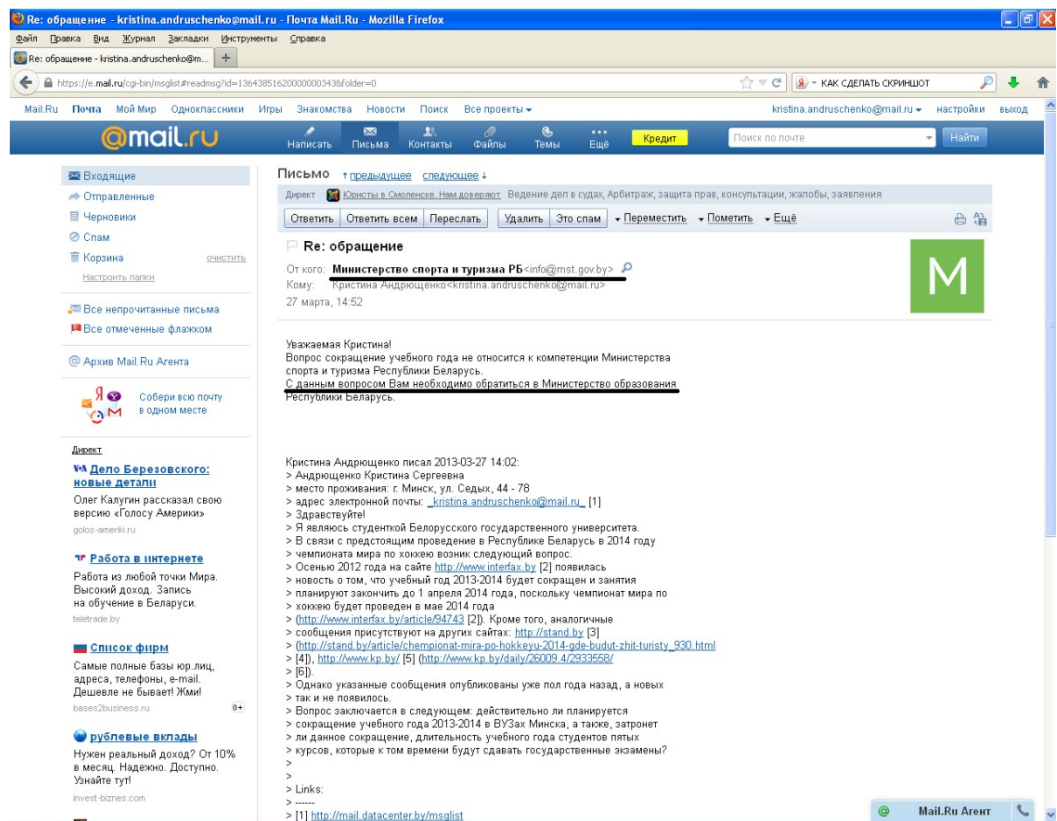 Re: обращение - kristina.andruschenko@mail.ru - Почта Mail.Ru - Mozilla Firefox
Файл Правка Вид Журнал Закладки Инструменты Справка
Re: обращение - kristina.andruschenko@m...
https://e.mail.ru/cgi-bin/msglist#readmsg?id=13643851620000000343&folder=0
КАК СДЕЛАТЬ СКРИНШОТ
Mail.Ru Почта Мой Мир Одноклассники Игры Знакомства Новости Поиск Все проекты
kristina.andruschenko@mail.ru настройки выход
@mail.ru
Написать Письма Контакты Файлы Темы Ещё
Кредит
Поиск по почте
Найти
Входящие
Отправленные
Черновики
Спам
Корзина очистить
Настроить папки
Все непрочитанные письма
Все отмеченные флажком
Архив Mail.Ru Агента
Собери всю почту
в одном месте
Директ
Дело Березовского:
новые детали
Олег Калугин рассказал свою
версию «Голосу Америки»
golos-ameriki.ru
Работа в интернете
Работа из любой точки Мира.
Высокий доход. Запись
на обучение в Беларуси.
teletrade.by
Список фирм
Самые полные базы юр.лиц,
адреса, телефоны, e-mail.
Дешевле не бывает! Жми!
bases2business.ru 0+
рублевые вклады
Нужен реальный доход? От 10%
в месяц. Надежно. Доступно.
Узнайте тут!
invest-biznes.com
Письмо ↑ предыдущее следующее ↓
Директ Юристы в Смоленске. Нам доверяют Ведение дел в судах, Арбитраж, защита прав, консультации, жалобы, заявления
Ответить Ответить всем Переслать Удалить Это спам Переместить Пометить Ещё
Re: обращение
От кого: Министерство спорта и туризма РБ<info@mst.gov.by>
Кому: Кристина Андрющенко<kristina.andruschenko@mail.ru>
27 марта, 14:52
М
Уважаемая Кристина!
Вопрос сокращение учебного года не относится к компетенции Министерства
спорта и туризма Республики Беларусь.
С данным вопросом Вам необходимо обратиться в Министерство образования
Республики Беларусь.
Кристина Андрющенко писал 2013-03-27 14:02:
> Андрющенко Кристина Сергеевна
> место проживания: г. Минск, ул. Седых, 44 - 78
> адрес электронной почты: _kristina.andruschenko@mail.ru_ [1]
> Здравствуйте!
> Я являюсь студенткой Белорусского государственного университета.
> В связи с предстоящим проведение в Республике Беларусь в 2014 году
> чемпионата мира по хоккею возник следующий вопрос.
> Осенью 2012 года на сайте http://www.interfax.by [2] появилась
> новость о том, что учебный год 2013-2014 будет сокращен и занятия
> планируют закончить до 1 апреля 2014 года, поскольку чемпионат мира по
> хоккею будет проведен в мае 2014 года
> (http://www.interfax.by/article/94743 [2]). Кроме того, аналогичные
> сообщения присутствуют на других сайтах: http://stand.by [3]
> (http://stand.by/article/chempionat-mira-po-hokkeyu-2014-gde-budut-zhit-turisty_930.html
> [4]), http://www.kp.by/ [5] (http://www.kp.by/daily/26009.4/2933558/
> [6]).
> Однако указанные сообщения опубликованы уже пол года назад, а новых
> так и не появилось.
> Вопрос заключается в следующем: действительно ли планируется
> сокращение учебного года 2013-2014 в ВУЗах Минска, а также, затронет
> ли данное сокращение, длительность учебного года студентов пятых
> курсов, которые к том времени будут сдавать государственные экзамены?
>
>
> Links:
> ------
> [1] http://mail.datacenter.by/msglist
Mail.Ru Агент